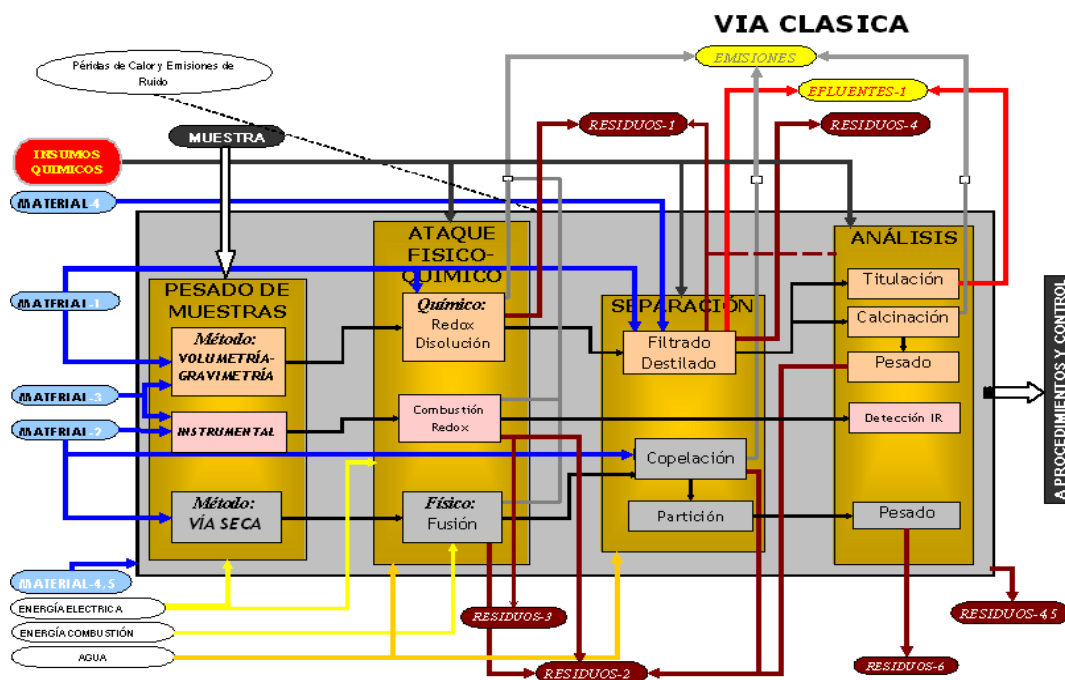 VIA CLASICA
Péridas de Calor y Emisiones de
Ruido
EMISIONES
EFLUENTES-1
RESIDUOS-1
RESIDUOS-4
MUESTRA
INSUMOS
QUIMICOS
MATERIAL-4
ATAQUE
FISICO-
QUIMICO
ANÁLISIS
PESADO DE
MUESTRAS
SEPARACIÓN
MATERIAL-1
Químico:
Redox
Disolución
Titulación
Calcinación
Método:
VOLUMETRÍA-
GRAVIMETRÍA
Filtrado
Destilado
Pesado
MATERIAL-3
MATERIAL-2
INSTRUMENTAL
Combustión
Redox
Detección IR
Copelación
Método:
VÍA SECA
Físico:
Fusión
Partición
Pesado
A PROCEDIMIENTOS Y CONTROL
MATERIAL-4,5
ENERGÍA ELECTRICA
ENERGÍA COMBUSTIÓN
AGUA
RESIDUOS-3
RESIDUOS-4,5
RESIDUOS-2
RESIDUOS-6